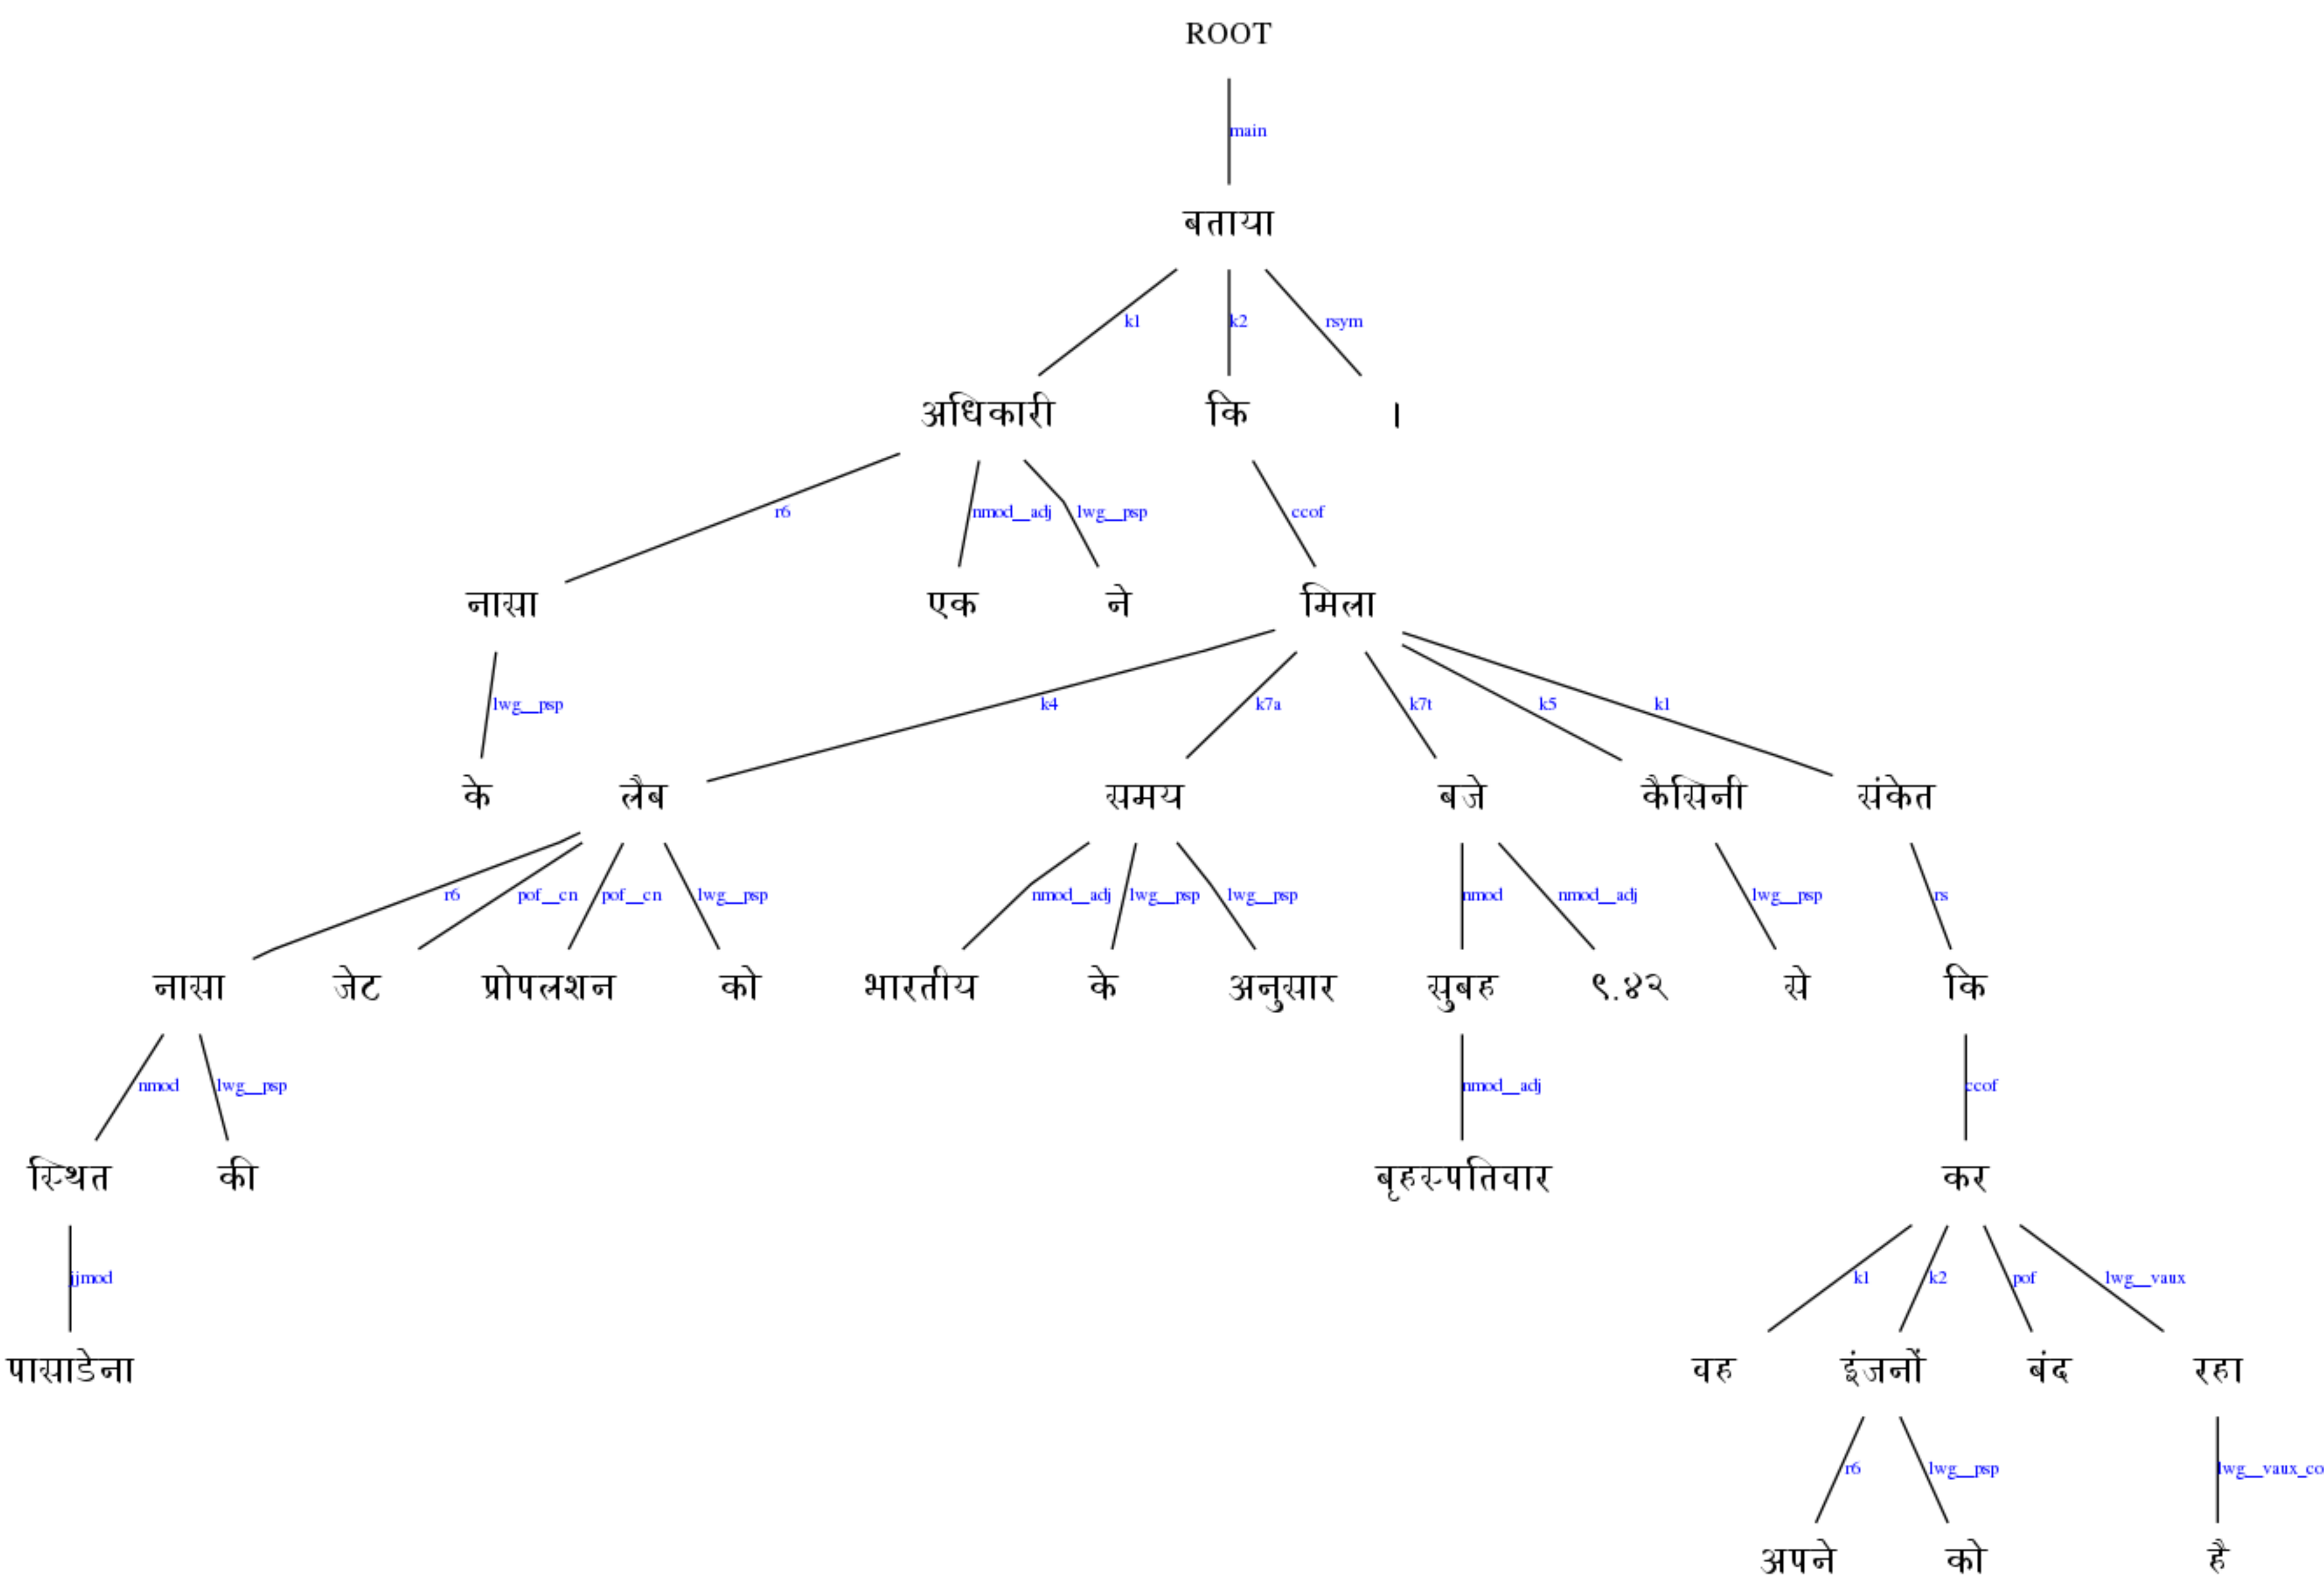 ROOT
main
बताया
k1 k2 rsym
अधिकारी कि ।
r6 nmod__adj lwg__psp ccof
नासा एक ने मिला
lwg__psp k4 k7a k7t k5 k1
के लैब समय बजे कैसिनी संकेत
r6 pof__cn pof__cn lwg__psp nmod__adj lwg__psp lwg__psp nmod nmod__adj lwg__psp rs
नासा जेट प्रोपलशन को भारतीय के अनुसार सुबह ९.४२ से कि
nmod lwg__psp nmod__adj ccof
स्थित की बृहस्पतिवार कर
jjmod k1 k2 pof lwg__vaux
पासाडेना वह इंजनों बंद रहा
r6 lwg__psp lwg__vaux_co
अपने को है